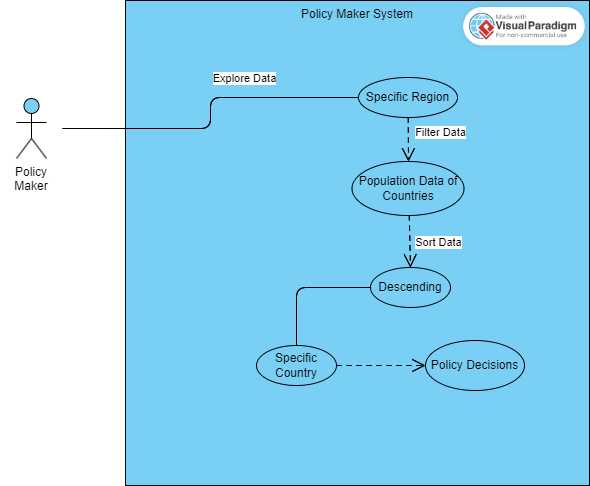 Policy Maker System
Made with
Visual Paradigm
For non-commercial use
Explore Data
Specific Region
Policy
Maker
Filter Data
Population Data of
Countries
Sort Data
Descending
Specific
Country
Policy Decisions